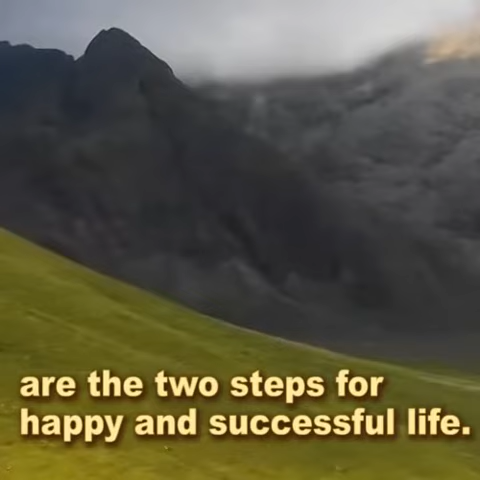 are the two steps for
happy and successful life.